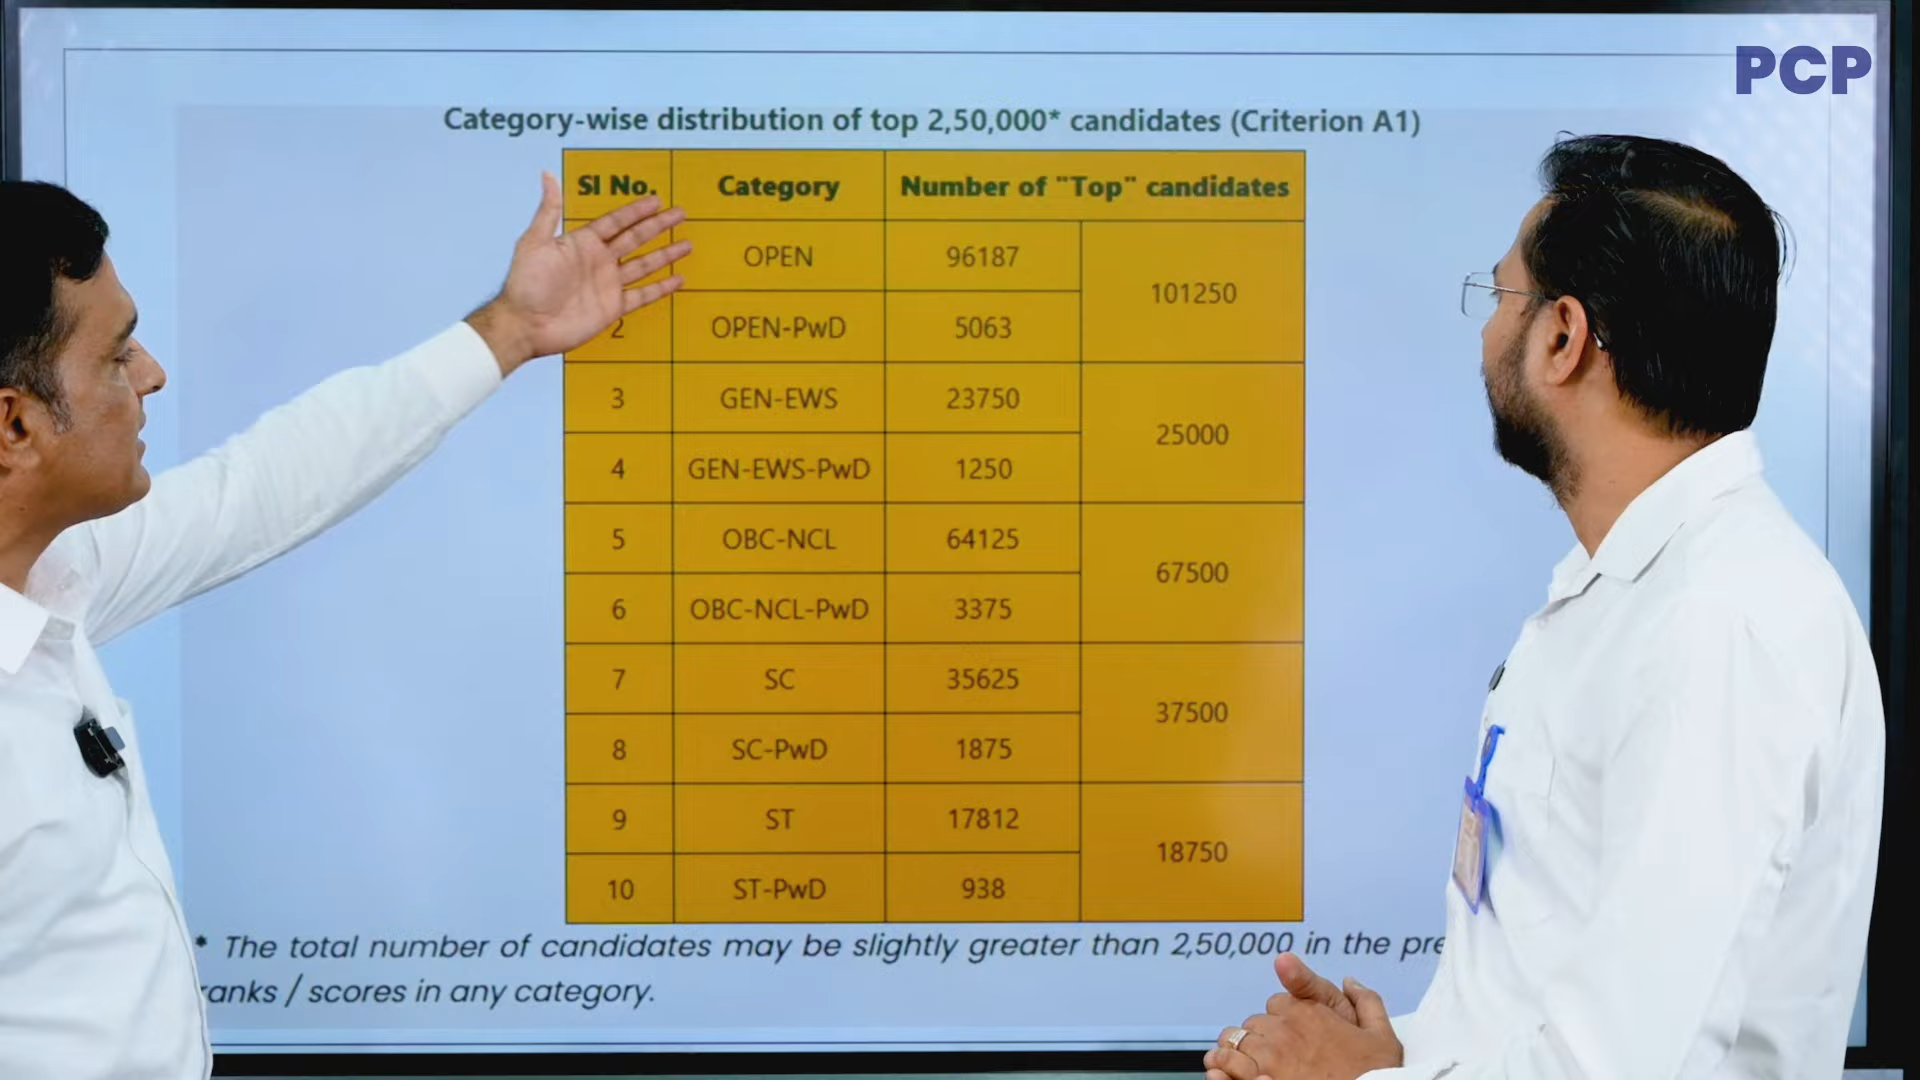 PCP
Category-wise distribution of top 2,50,000* candidates (Criterion A1)
Sl No. Category Number of "Top" candidates
OPEN 96187 101250
2 OPEN-PwD 5063
3 GEN-EWS 23750 25000
4 GEN-EWS-PwD 1250
5 OBC-NCL 64125 67500
6 OBC-NCL-PwD 3375
7 SC 35625 37500
8 SC-PwD 1875
9 ST 17812 18750
10 ST-PwD 938
* The total number of candidates may be slightly greater than 2,50,000 in the
ranks / scores in any category.